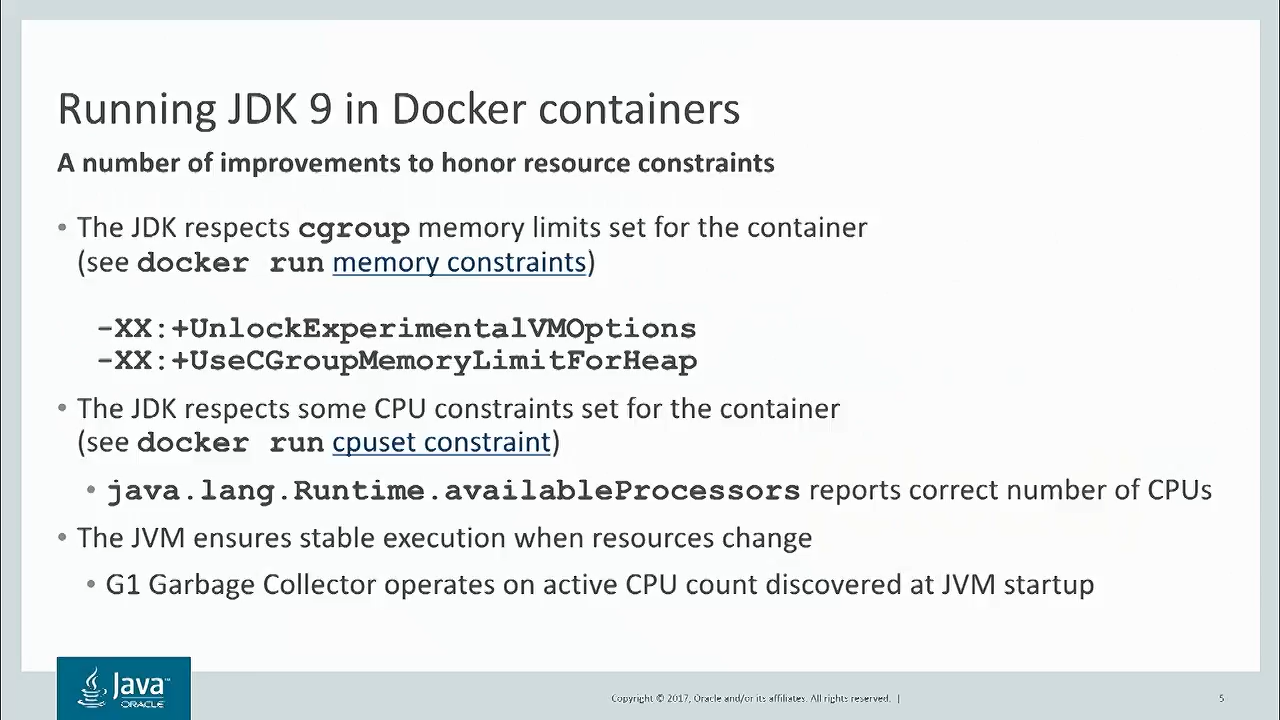 Running JDK 9 in Docker containers
A number of improvements to honor resource constraints
• The JDK respects cgroup memory limits set for the container
(see docker run memory constraints)
-XX:+UnlockExperimentalVMOptions
-XX:+UseCGroupMemoryLimitForHeap
• The JDK respects some CPU constraints set for the container
(see docker run cpuset constraint)
• java.lang.Runtime.availableProcessors reports correct number of CPUs
• The JVM ensures stable execution when resources change
• G1 Garbage Collector operates on active CPU count discovered at JVM startup
Java™
ORACLE
Copyright © 2017, Oracle and/or its affiliates. All rights reserved. |
5